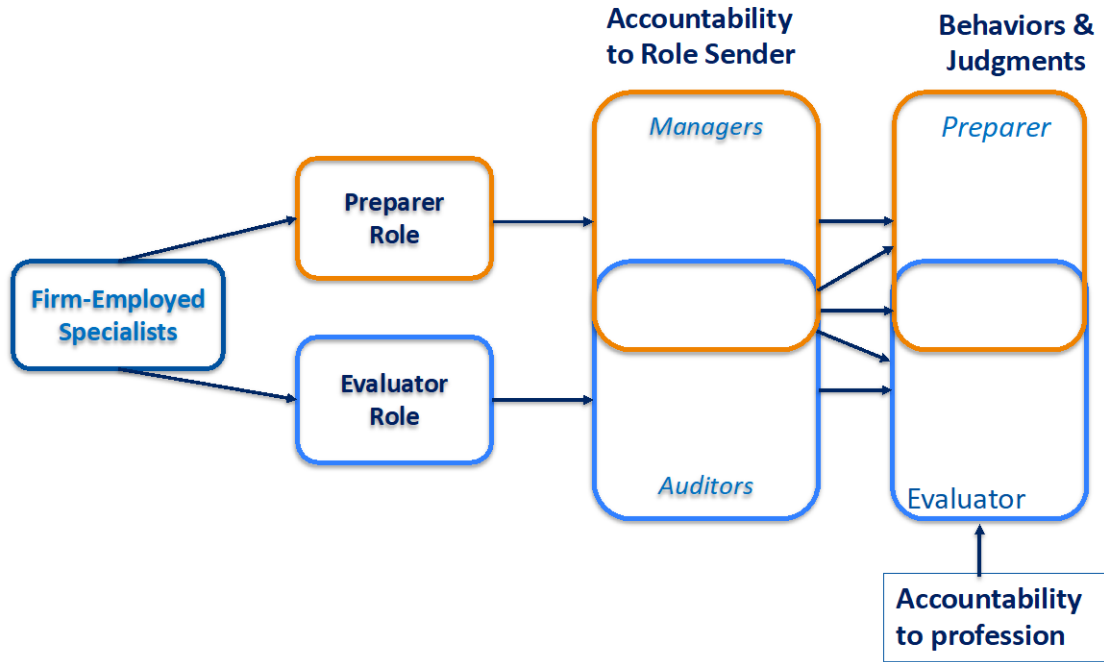 Accountability
to Role Sender
Behaviors &
Judgments
Managers
Preparer
Preparer
Role
Firm-Employed
Specialists
Evaluator
Role
Auditors
Evaluator
Accountability
to profession